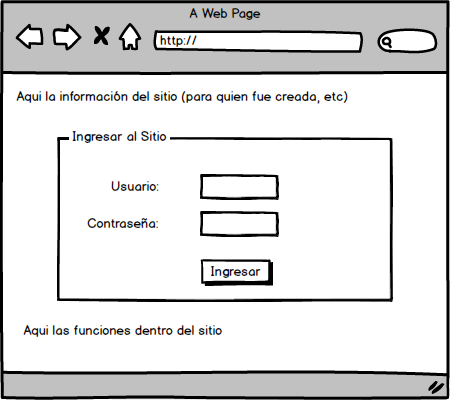 A Web Page
http://
Aqui la información del sitio (para quien fue creada, etc)
Ingresar al Sitio
Usuario:
Contraseña:
Ingresar
Aqui las funciones dentro del sitio